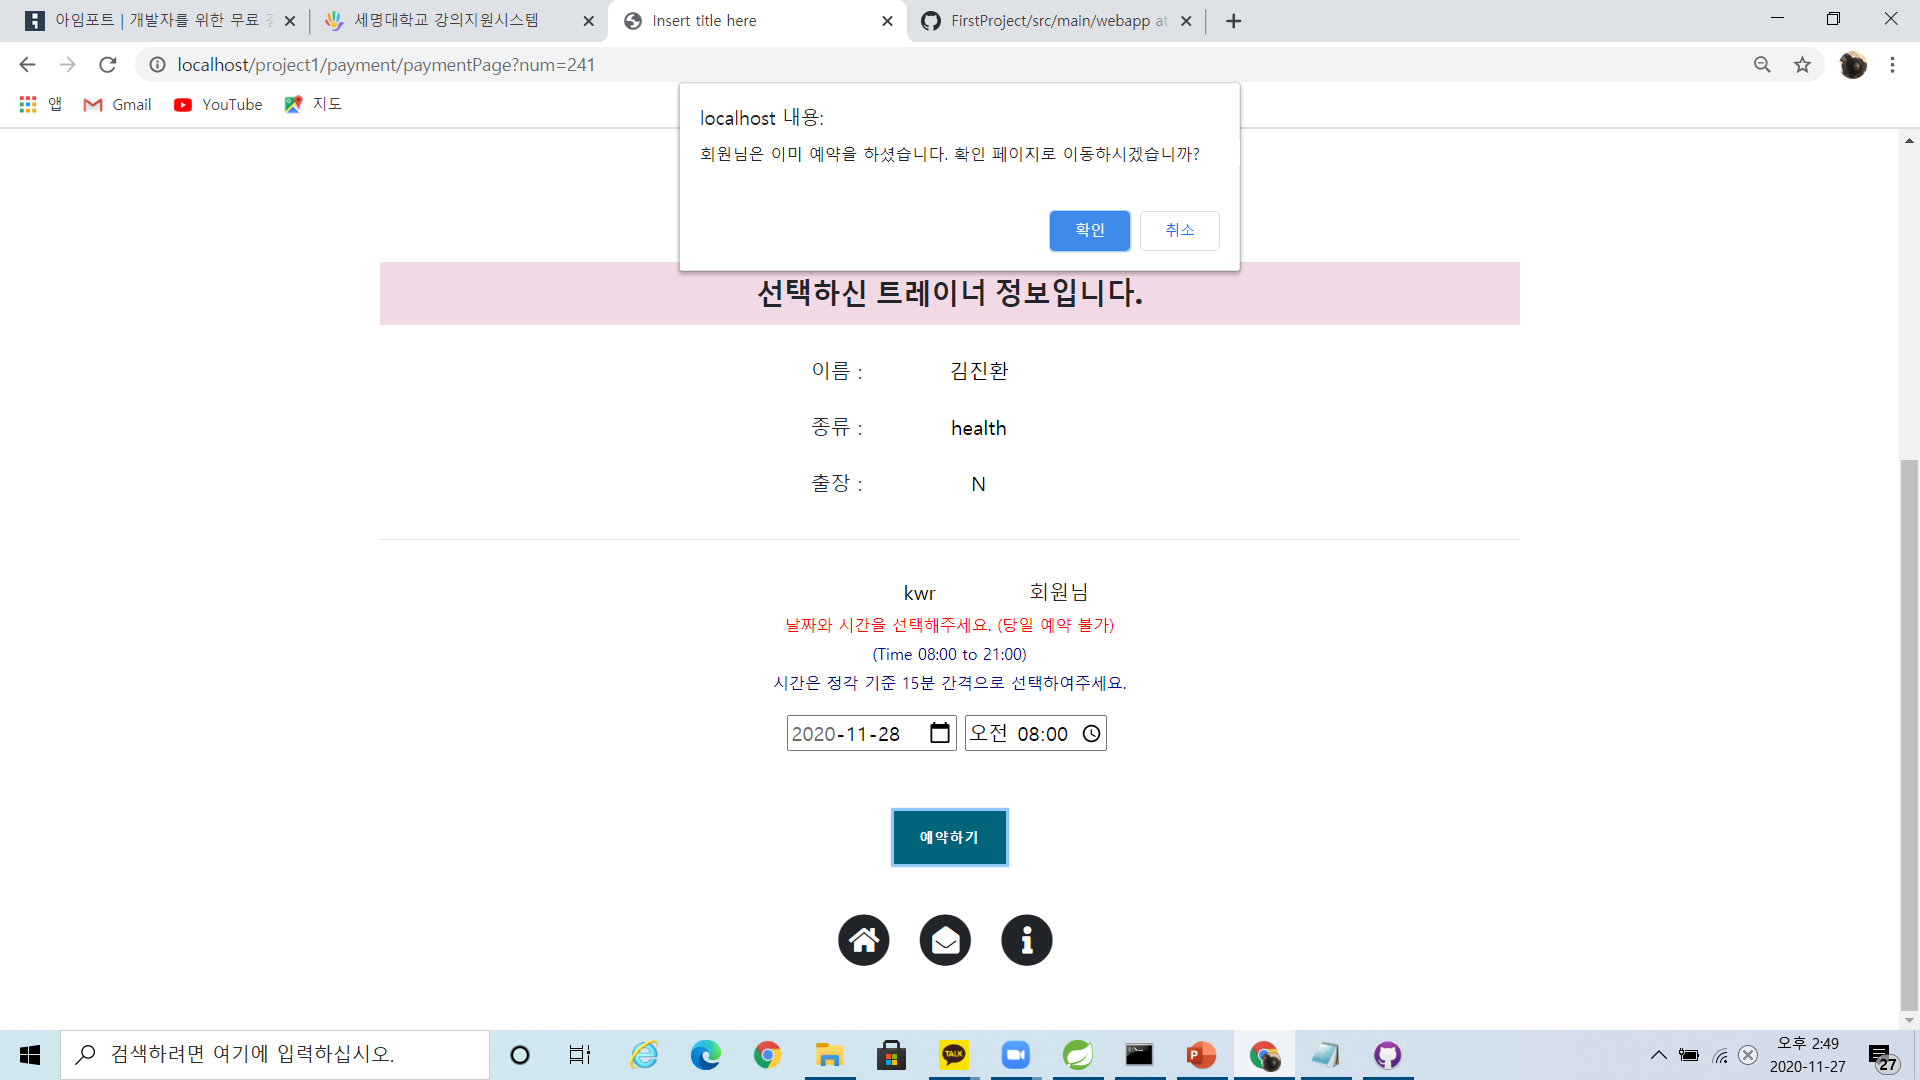 아임포트 | 개발자를 위한 무료
세명대학교 강의지원시스템
Insert title here
FirstProject/src/main/webapp at
localhost/project1/payment/paymentPage?num=241
앱
Gmail
YouTube
지도
localhost 내용:
회원님은 이미 예약을 하셨습니다. 확인 페이지로 이동하시겠습니까?
확인
취소
선택하신 트레이너 정보입니다.
이름 : 김진환
종류 : health
출장 : N
kwr 회원님
날짜와 시간을 선택해주세요. (당일 예약 불가)
(Time 08:00 to 21:00)
시간은 정각 기준 15분 간격으로 선택하여주세요.
2020-11-28 오전 08:00
예약하기
검색하려면 여기에 입력하십시오.
TALK
오후 2:49
2020-11-27
27